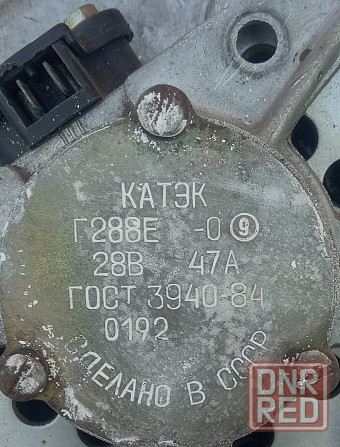 КАТЭК
Г288Е -0 9
28В 47А
ГОСТ 3940-84
0192
СДЕЛАНО В СССР
DNR
RED